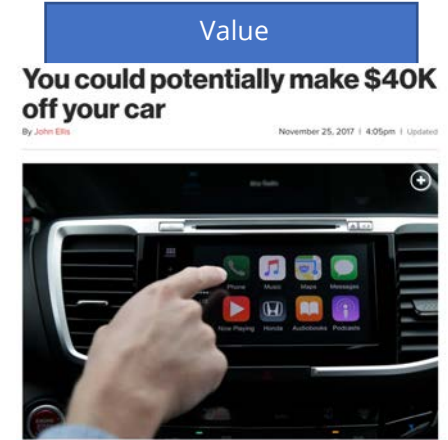 Value
You could potentially make $40K
off your car
By John Ellis
November 25, 2017 | 4:05pm | Updated
Phone Music Maps Messages
Now Playing Honda Audiobooks Podcasts